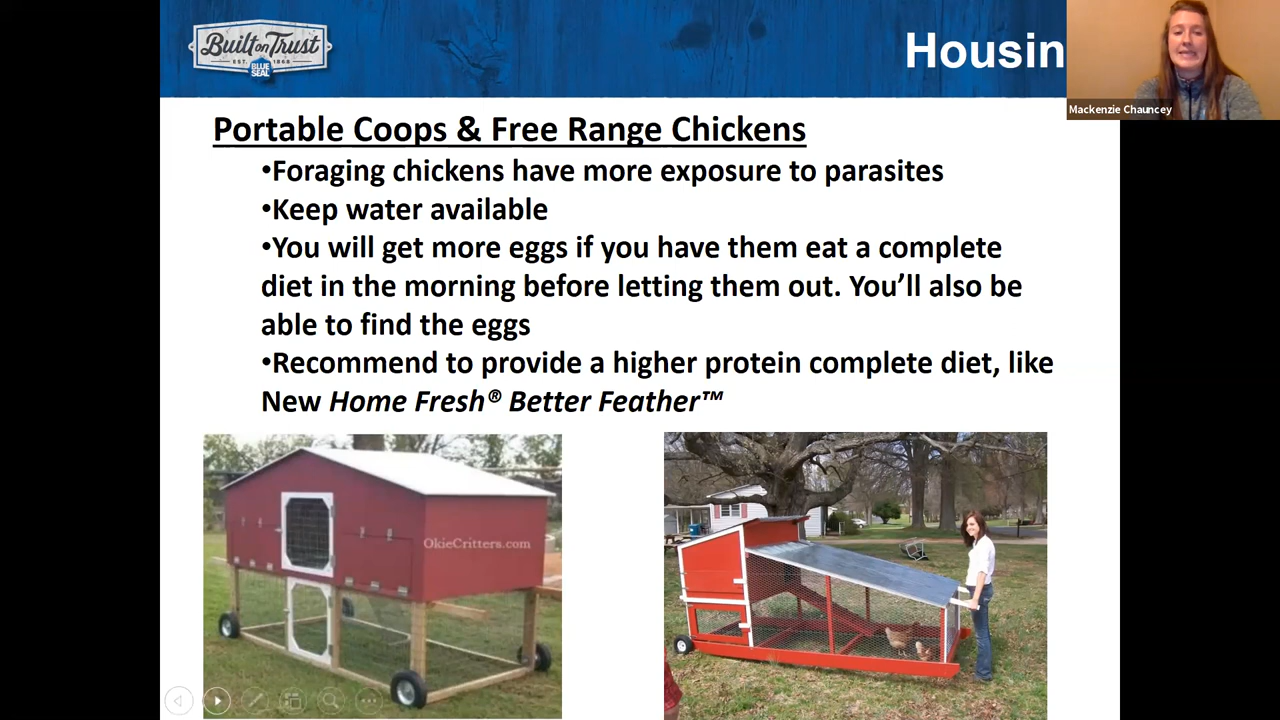 Built on Trust
EST. 1868
BLUE
SEAL
Housin
Mackenzie Chauncey
Portable Coops & Free Range Chickens
•Foraging chickens have more exposure to parasites
•Keep water available
•You will get more eggs if you have them eat a complete
diet in the morning before letting them out. You’ll also be
able to find the eggs
•Recommend to provide a higher protein complete diet, like
New Home Fresh® Better Feather™
OkieCritters.com